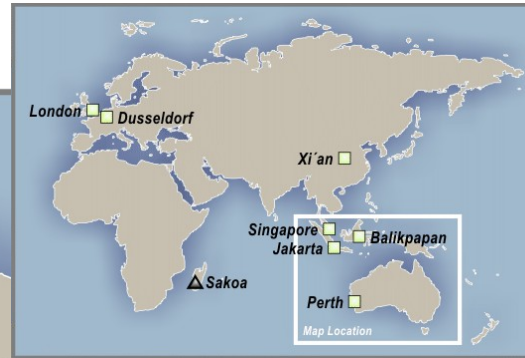 London
Dusseldorf
Xi´an
Singapore
Balikpapan
Jakarta
Sakoa
Perth
Map Location